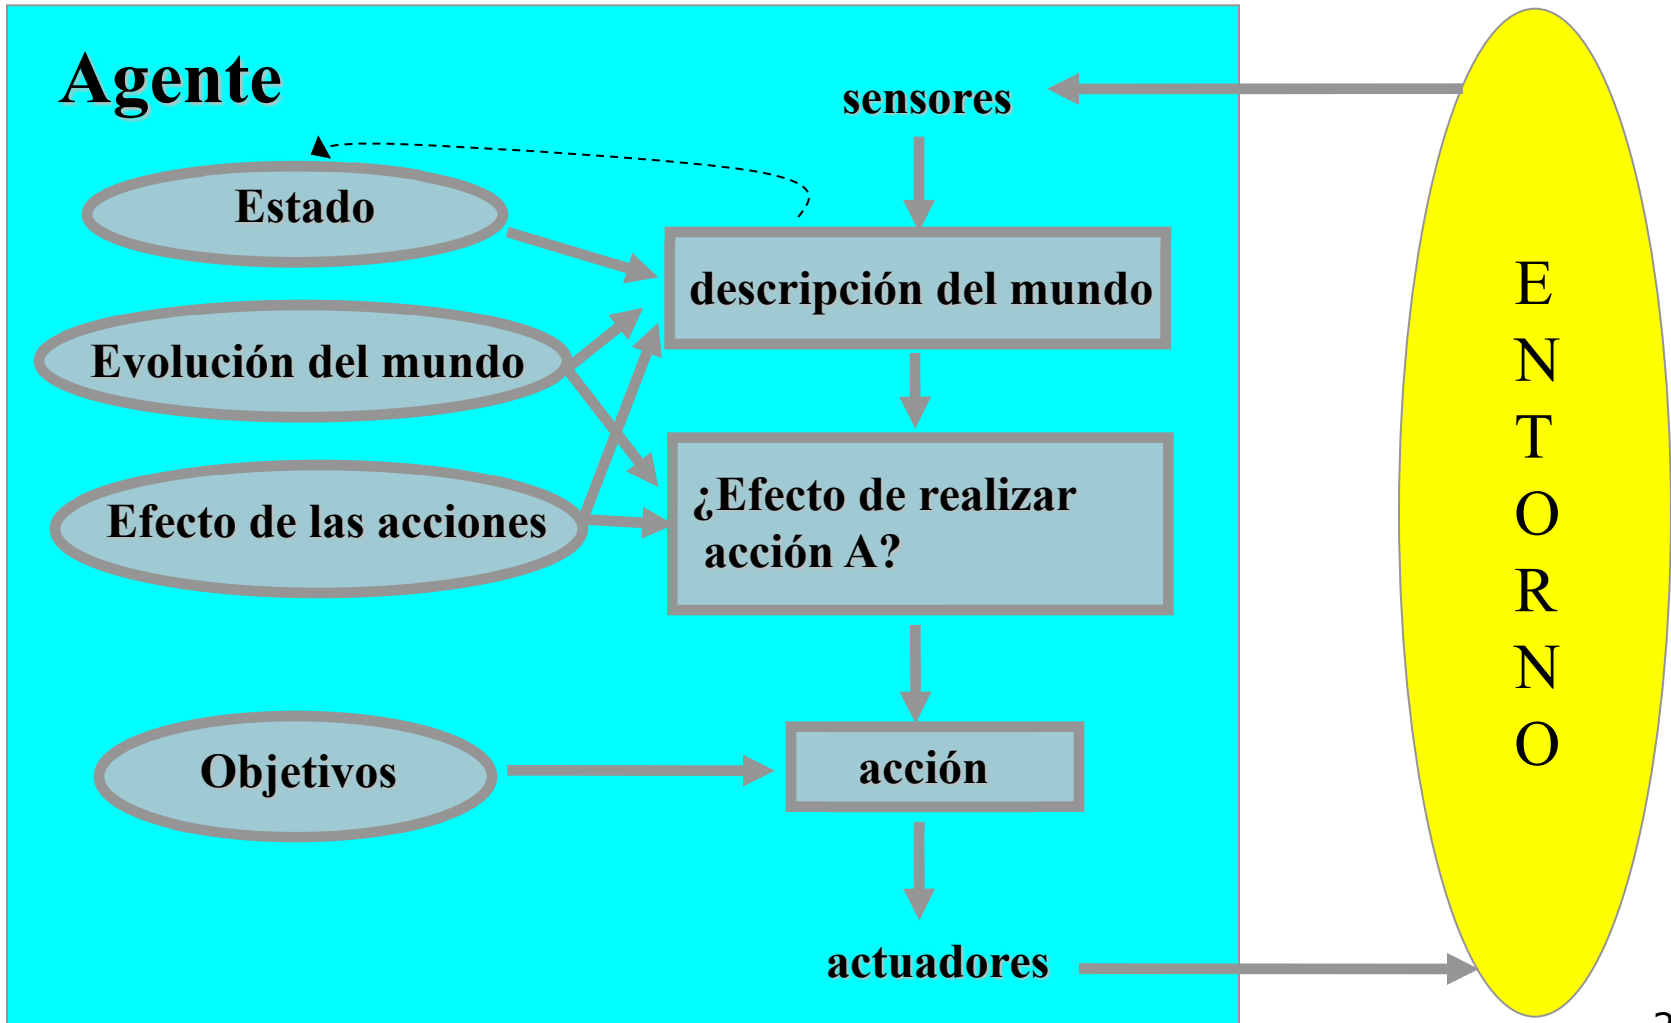 Agente
sensores
Estado
descripción del mundo
Evolución del mundo
¿Efecto de realizar
acción A?
Efecto de las acciones
Objetivos
acción
actuadores
E
N
T
O
R
N
O